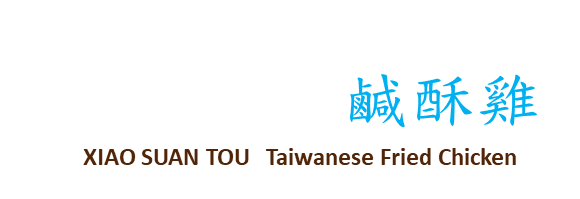 鹹酥雞
XIAO SUAN TOU Taiwanese Fried Chicken